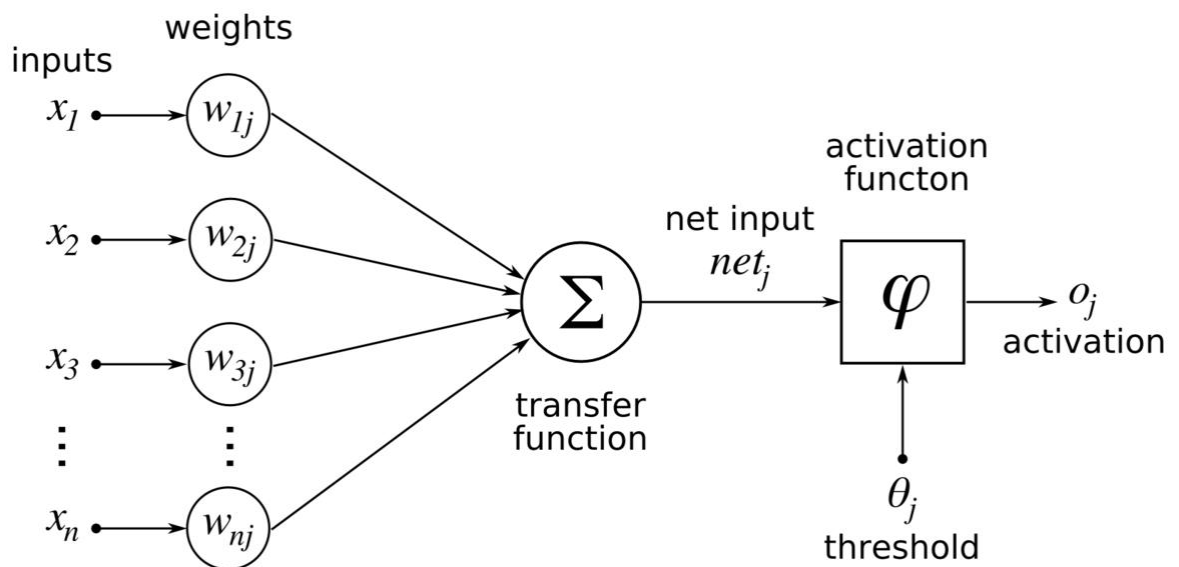 weights
inputs
x1
w1j
x2
w2j
x3
w3j
⋮
⋮
xn
wnj
Σ
transfer
function
net input
netj
activation
functon
φ
oj
activation
θj
threshold